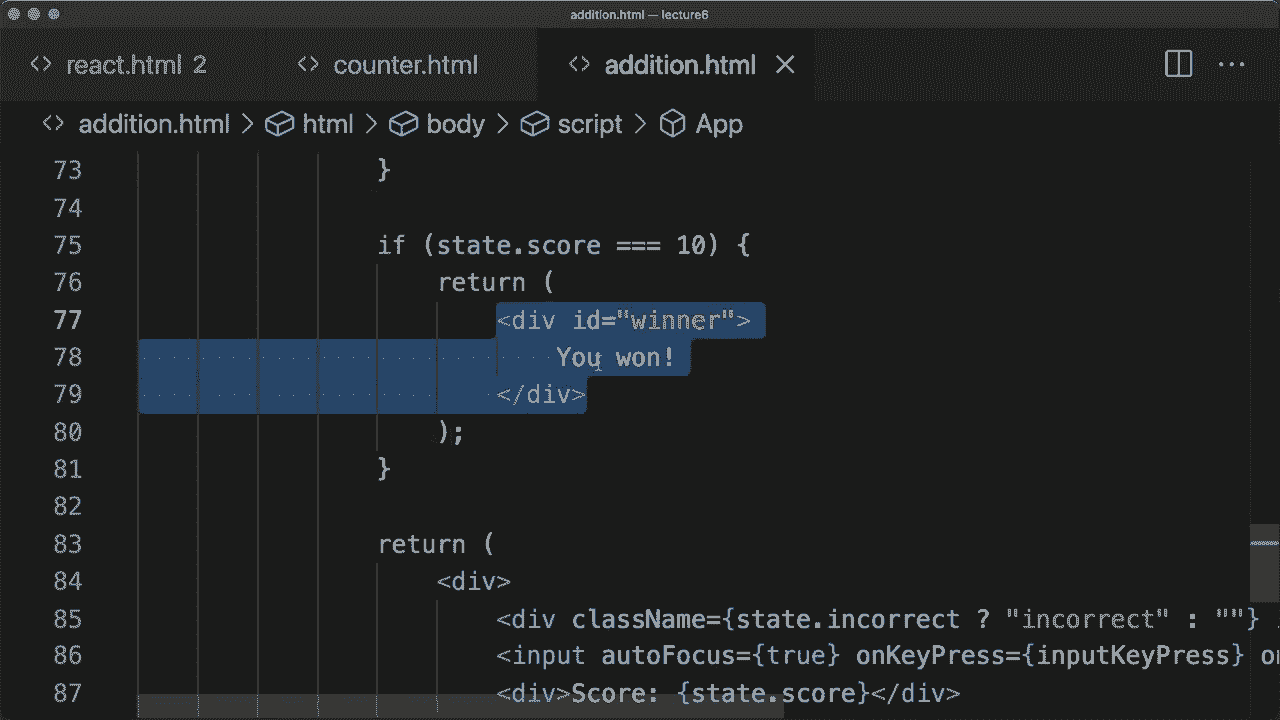 addition.html — lecture6
react.html 2 counter.html addition.html
addition.html > html > body > script > App
73 }
74
75 if (state.score === 10) {
76 return (
77 <div id="winner">
78 You won!
79 </div>
80 );
81 }
82
83 return (
84 <div>
85 <div className={state.incorrect ? "incorrect" : ""}
86 <input autoFocus={true} onKeyPress={inputKeyPress}
87 <div>Score: {state.score}</div>